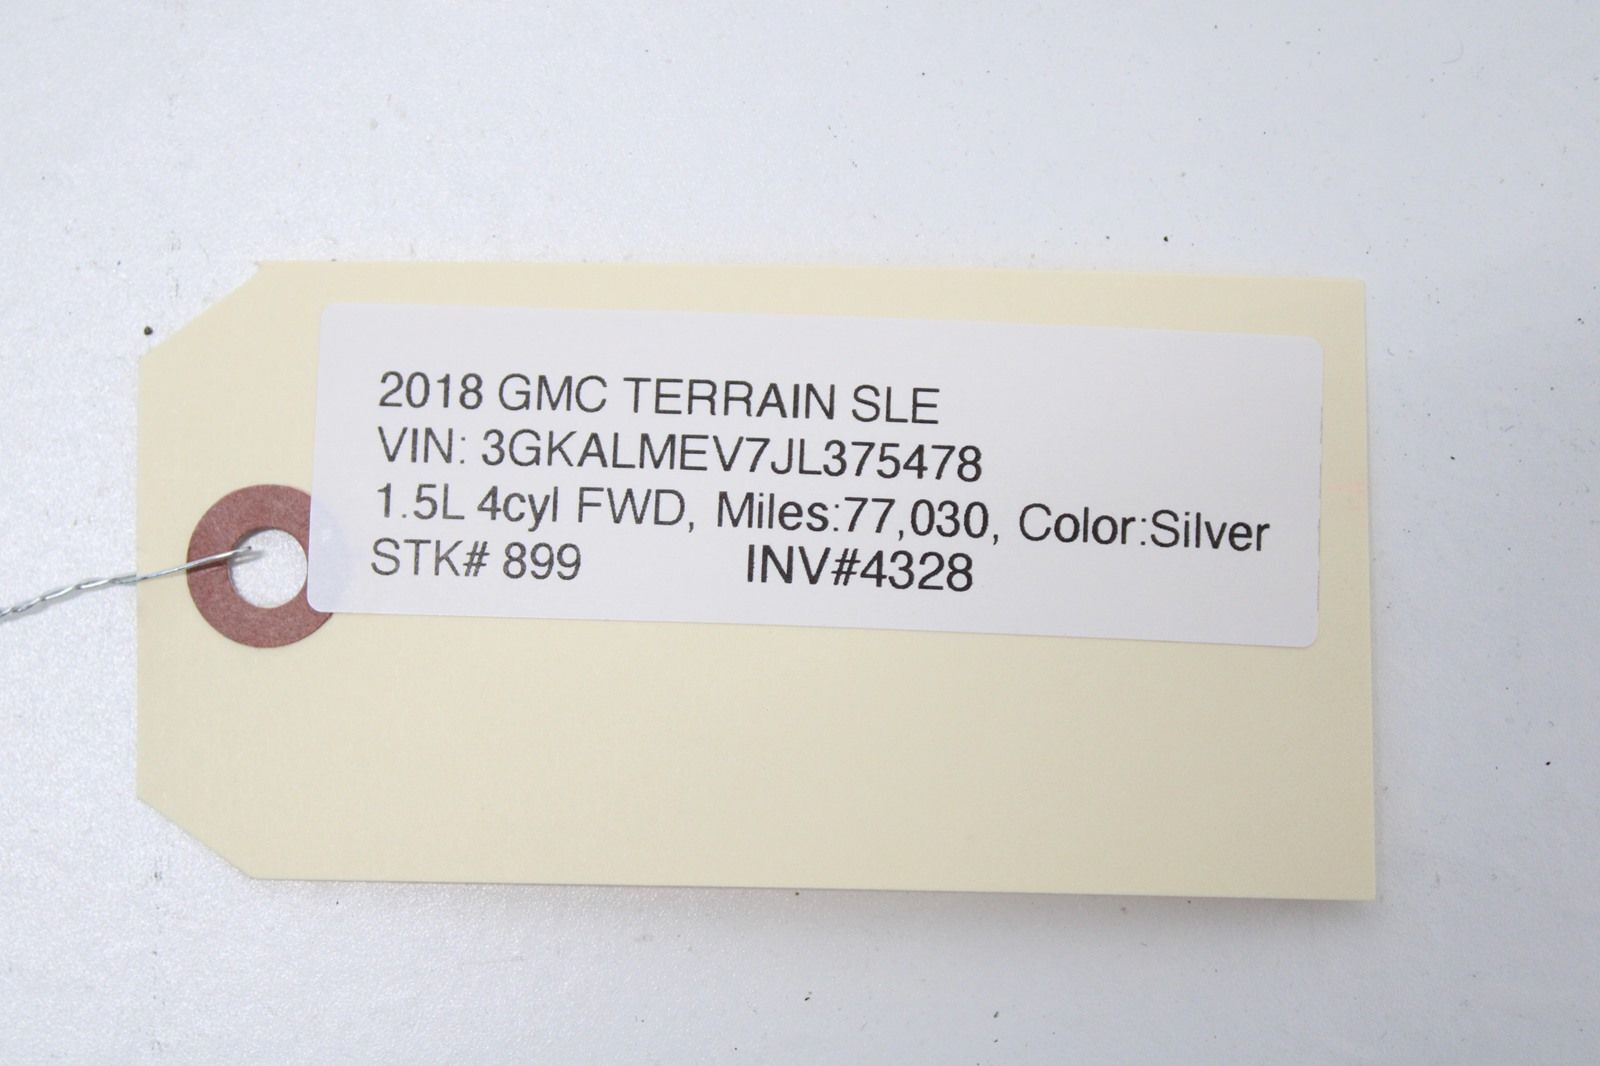 2018 GMC TERRAIN SLE
VIN: 3GKALMEV7JL375478
1.5L 4cyl FWD, Miles:77,030, Color:Silver
STK# 899 INV#4328